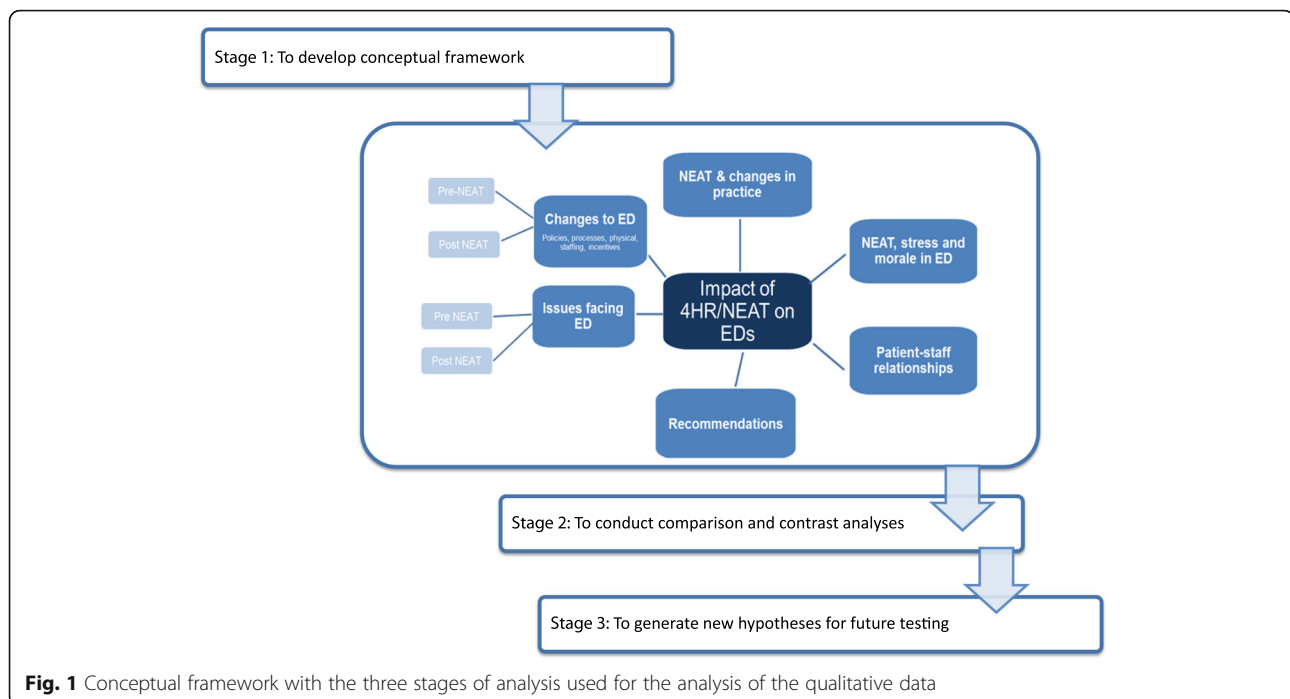 Stage 1: To develop conceptual framework
NEAT & changes in
practice
Pre-NEAT
Changes to ED
Policies, processes, physical,
staffing, incentives
Post NEAT
NEAT, stress and
morale in ED
Impact of
4HR/NEAT on
EDs
Issues facing
ED
Pre NEAT
Post NEAT
Patient-staff
relationships
Recommendations
Stage 2: To conduct comparison and contrast analyses
Stage 3: To generate new hypotheses for future testing
Fig. 1 Conceptual framework with the three stages of analysis used for the analysis of the qualitative data